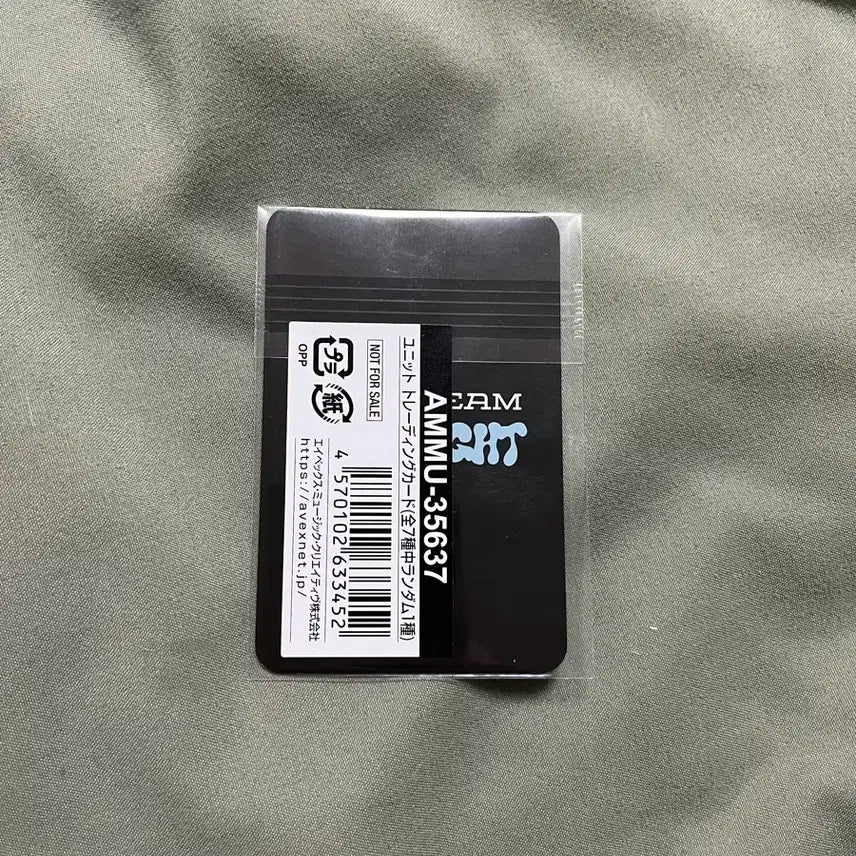 AMMU-35637
ユニット トレーディングカード(全7種中ランダム1種)
NOT FOR SALE
プラ
紙
OPP
4 570102 633452
エイベックス・ミュージック・クリエイティヴ株式会社
https://avexnet.jp/
EAM